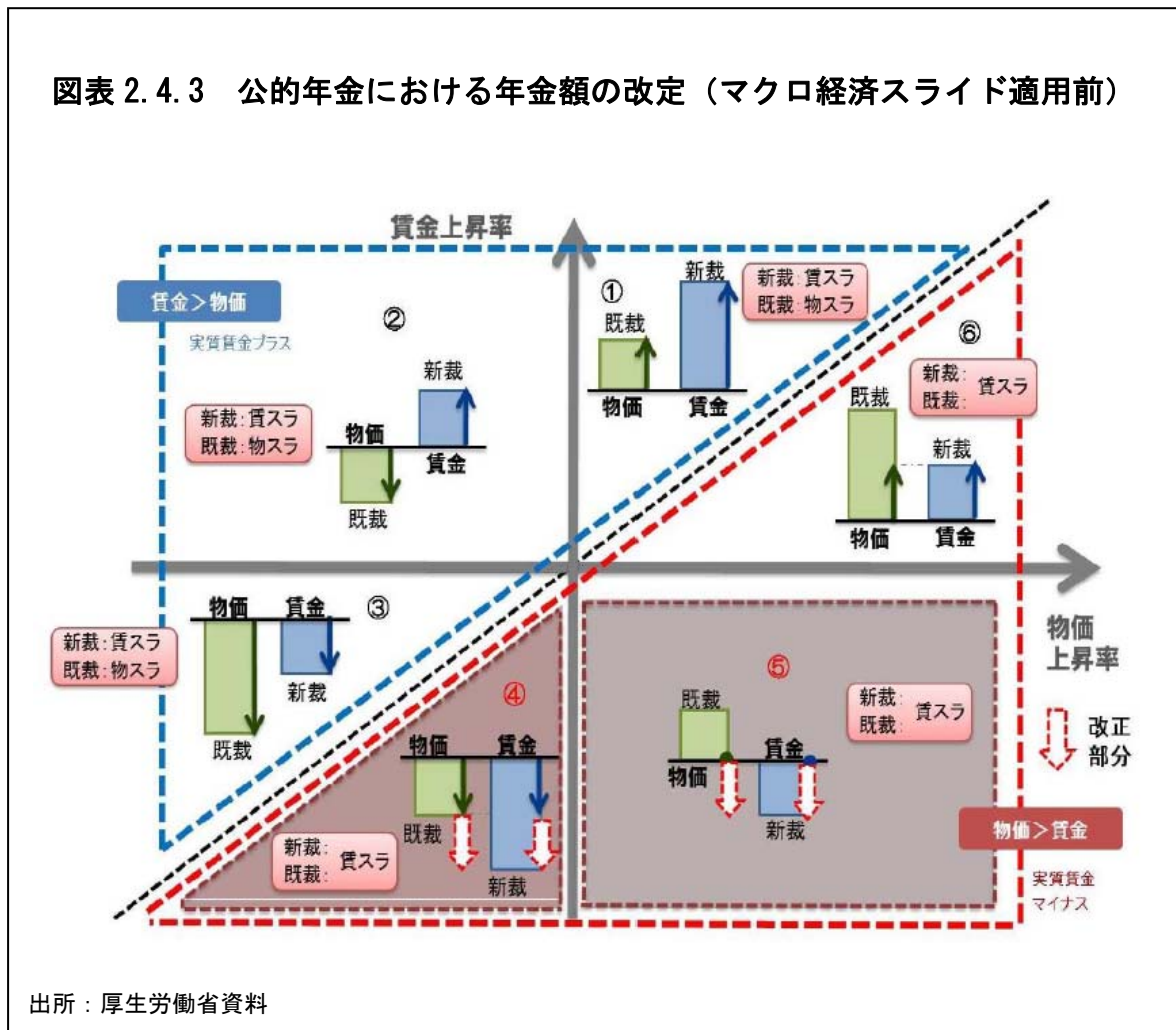 図表 2.4.3　公的年金における年金額の改定（マクロ経済スライド適用前）
賃金上昇率
賃金＞物価
実質賃金プラス
②
新裁：賃スラ
既裁：物スラ
新裁
物価
賃金
既裁
①
既裁
新裁
物価
賃金
新裁：賃スラ
既裁：物スラ
⑥
新裁：
既裁：
賃スラ
既裁
新裁
物価
賃金
物価
上昇率
③
物価
賃金
新裁：賃スラ
既裁：物スラ
新裁
既裁
④
物価
賃金
既裁
新裁
新裁：
既裁：
賃スラ
⑤
既裁
物価
賃金
新裁
新裁：
既裁：
賃スラ
改正
部分
物価＞賃金
実質賃金
マイナス
出所：厚生労働省資料